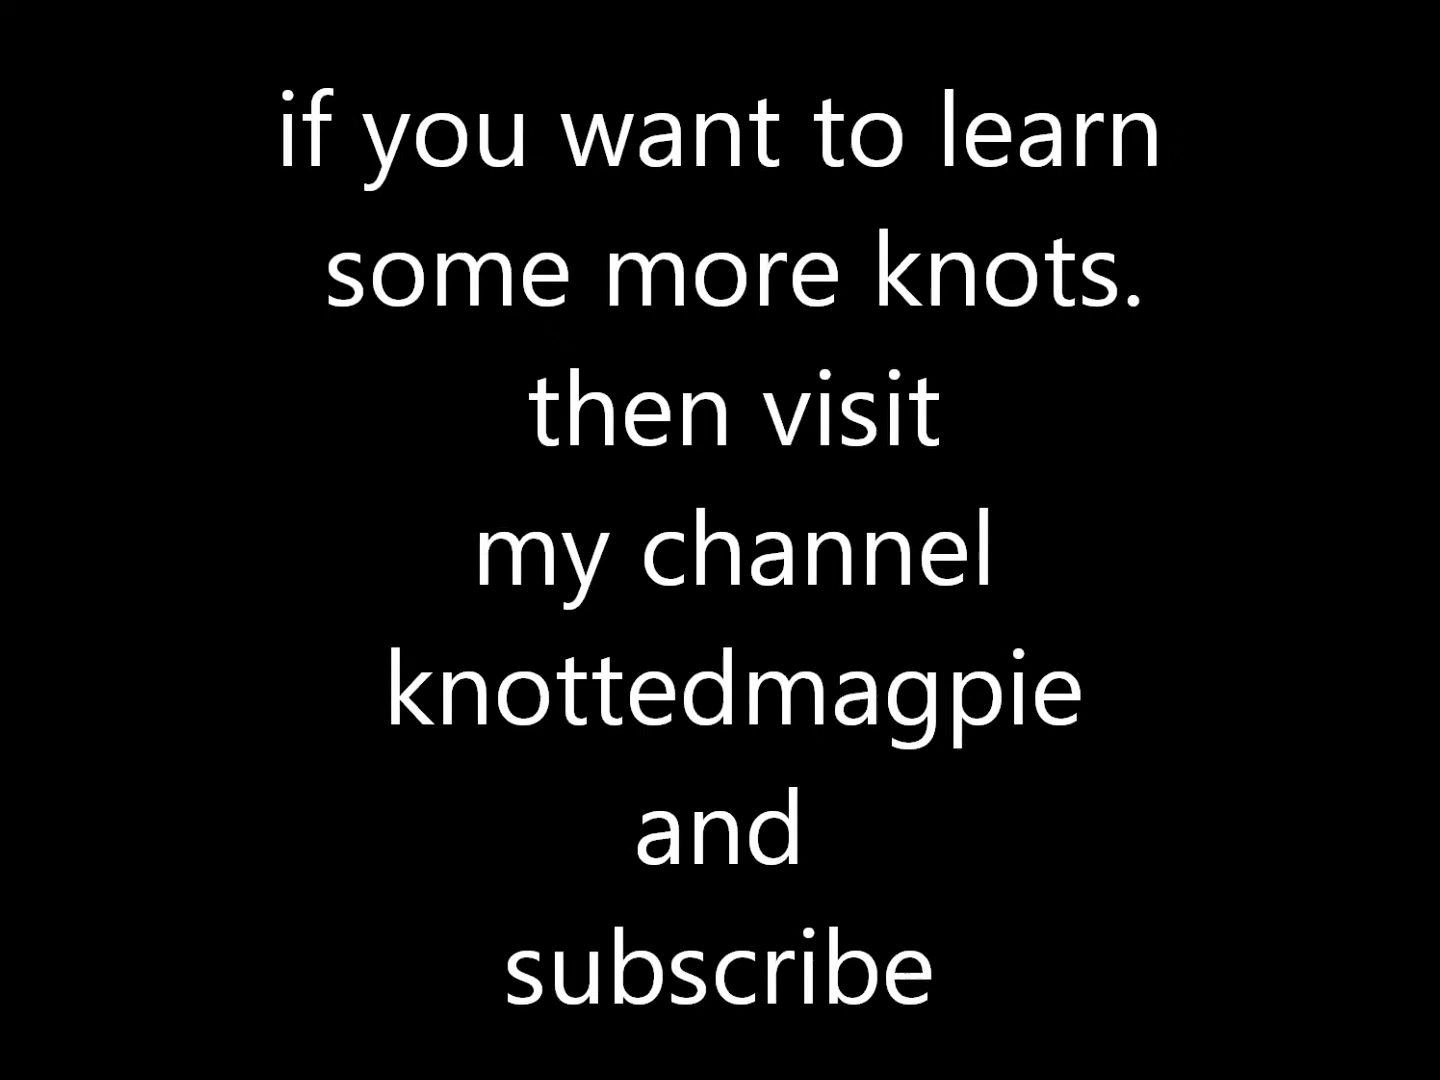 if you want to learn
some more knots.
then visit
my channel
knottedmagpie
and
subscribe